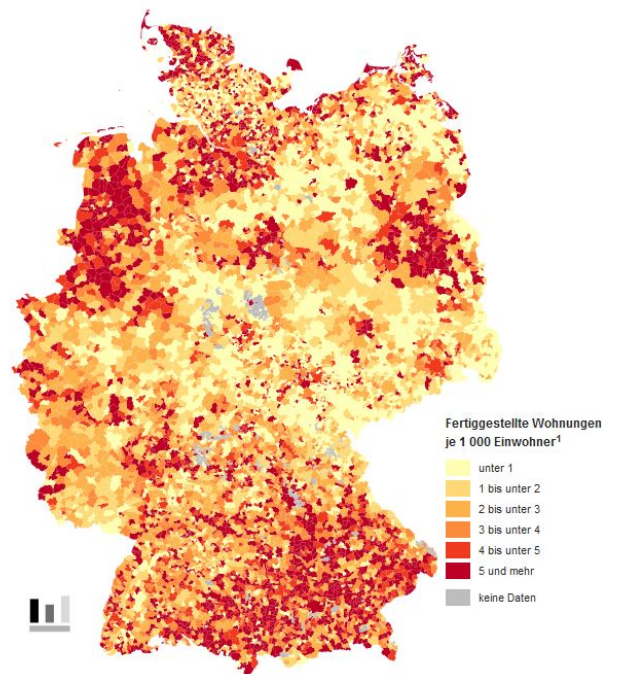 Fertiggestellte Wohnungen
je 1 000 Einwohner¹
unter 1
1 bis unter 2
2 bis unter 3
3 bis unter 4
4 bis unter 5
5 und mehr
keine Daten